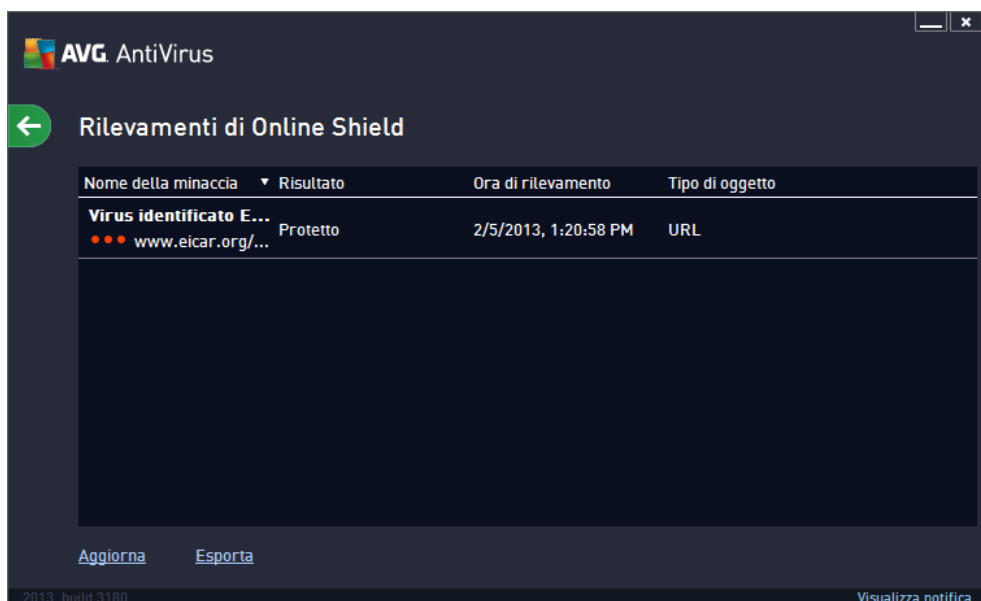 AVG. AntiVirus
Rilevamenti di Online Shield
Nome della minaccia Risultato Ora di rilevamento Tipo di oggetto
Virus identificato E...
www.eicar.org/... Protetto 2/5/2013, 1:20:58 PM URL
Aggiorna Esporta
2013 build 3180 Visualizza notifica